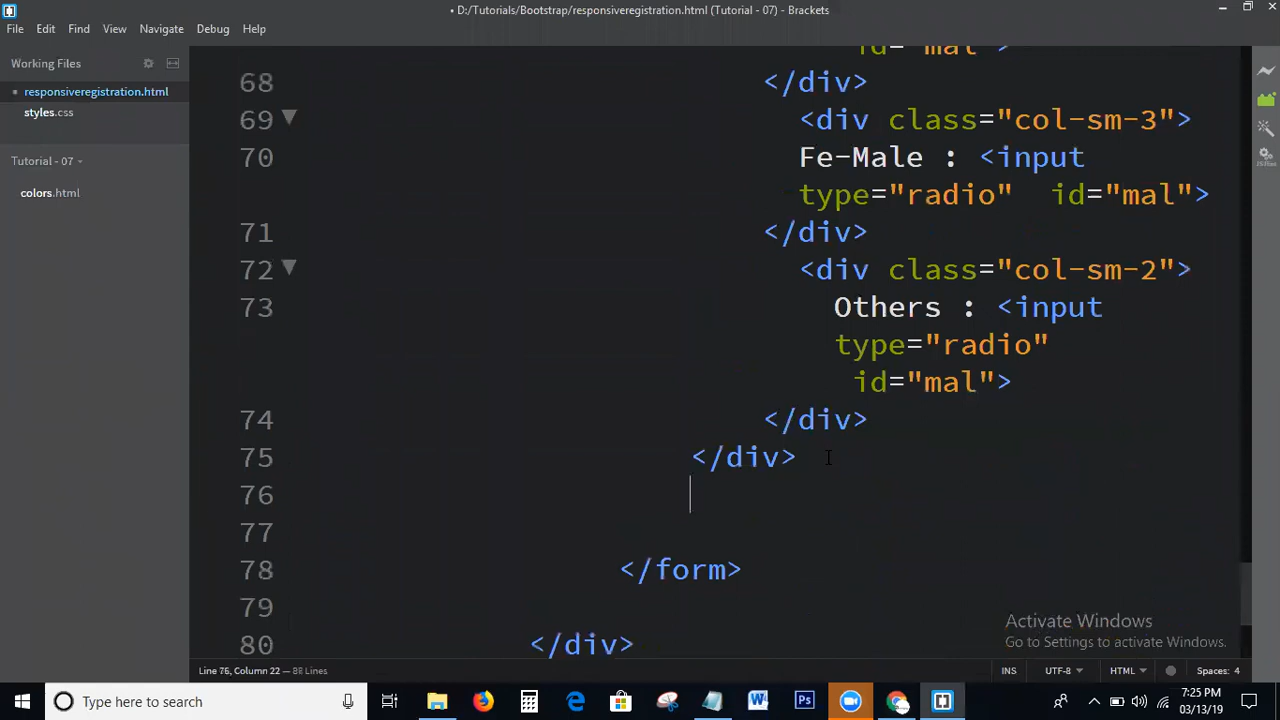 • D:/Tutorials/Bootstrap/responsiveregistration.html (Tutorial - 07) - Brackets
File Edit Find View Navigate Debug Help
Working Files
• responsiveregistration.html
styles.css
Tutorial - 07
colors.html
id="mal">
68 </div>
69 <div class="col-sm-3">
70 Fe-Male : <input
type="radio" id="mal">
71 </div>
72 <div class="col-sm-2">
73 Others : <input
type="radio"
id="mal">
74 </div>
75 </div>
76
77
78 </form>
79
80 </div>
Activate Windows
Go to Settings to activate Windows.
Line 76, Column 22 — 88 Lines
INS UTF-8 HTML Spaces: 4
Type here to search
7:25 PM
03/13/19